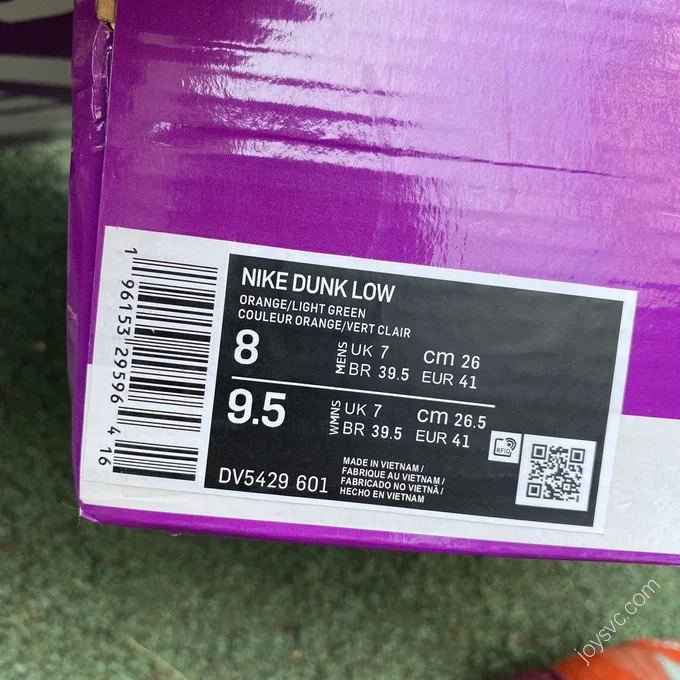 NIKE DUNK LOW
ORANGE/LIGHT GREEN
COULEUR ORANGE/VERT CLAIR
8 MENS UK 7 cm 26
BR 39.5 EUR 41
9.5 WMNS UK 7 cm 26.5
BR 39.5 EUR 41
DV5429 601
MADE IN VIETNAM /
FABRIQUE AU VIETNAM /
FABRICADO NO VIETNÃ /
HECHO EN VIETNAM
RFID
1 96153 29596 4 16
joysvc.com